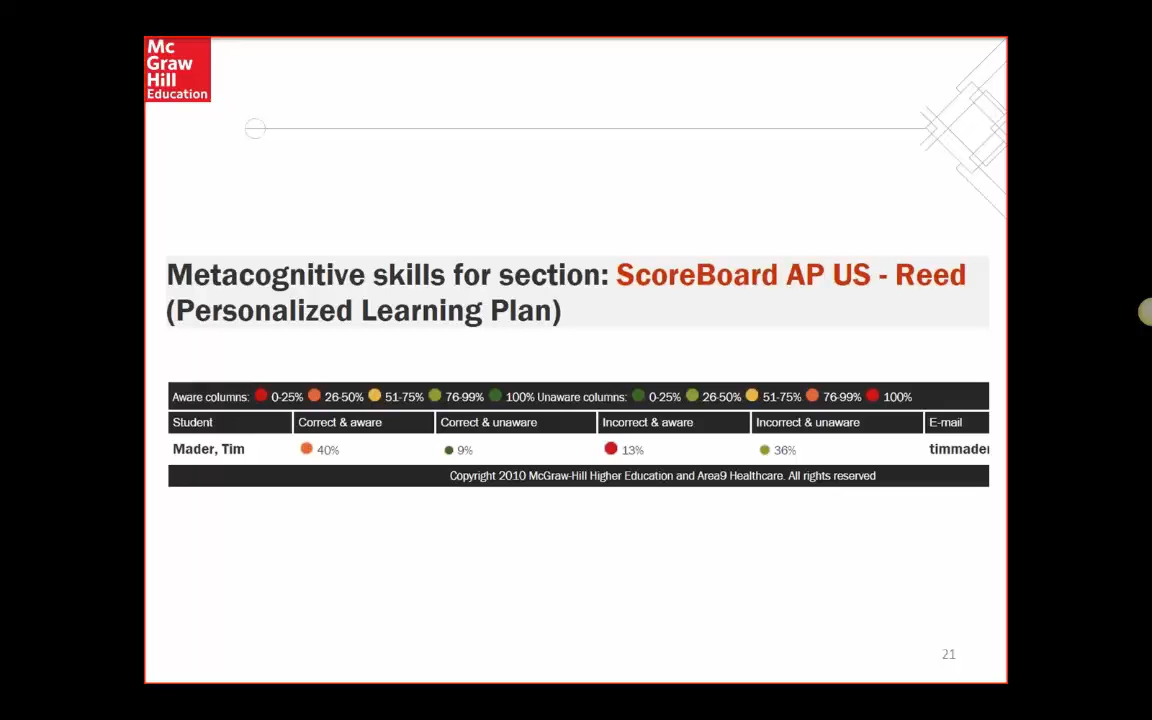 Mc
Graw
Hill
Education
Metacognitive skills for section: ScoreBoard AP US - Reed
(Personalized Learning Plan)
Aware columns: 0-25% 26-50% 51-75% 76-99% 100% Unaware columns: 0-25% 26-50% 51-75% 76-99% 100%
Student Correct & aware Correct & unaware Incorrect & aware Incorrect & unaware E-mail
Mader, Tim 40% 9% 13% 36% timmader
Copyright 2010 McGraw-Hill Higher Education and Area9 Healthcare. All rights reserved
21